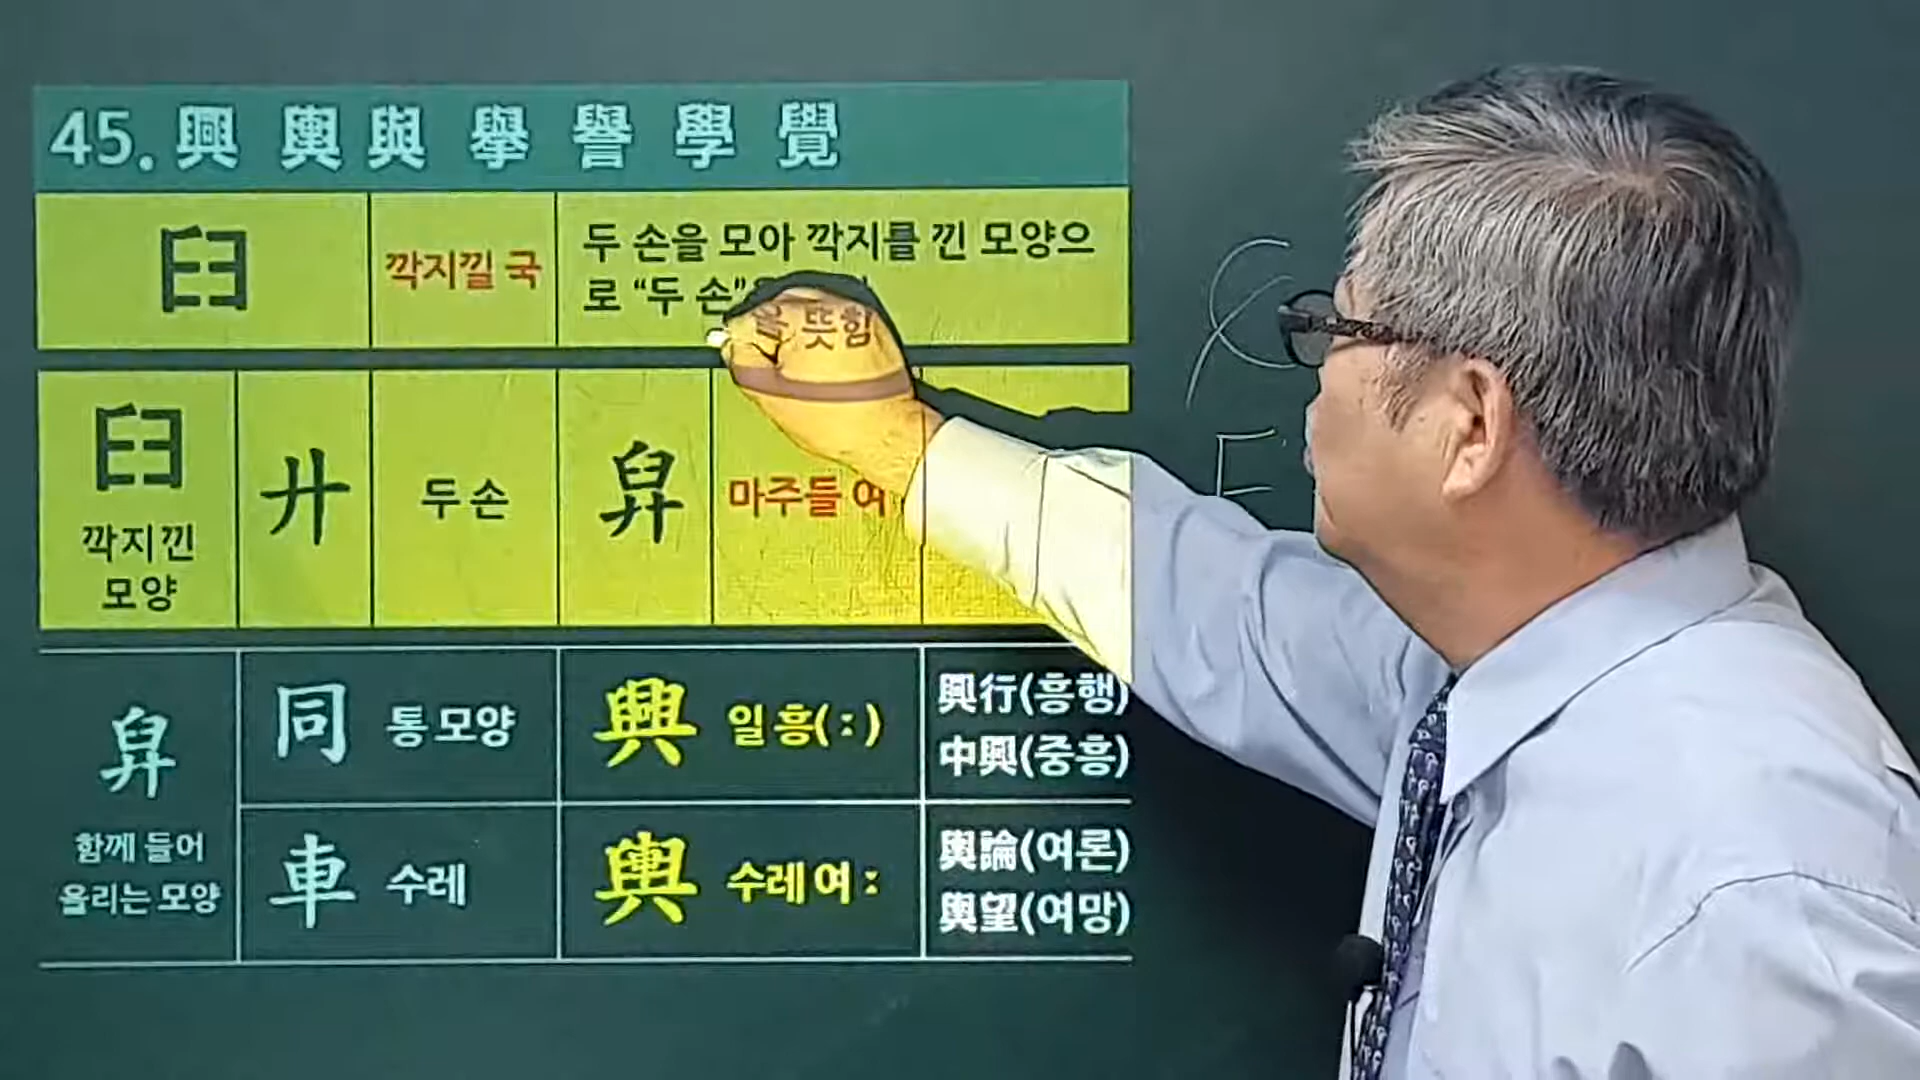 45. 興 輿 與 擧 譽 學 覺
𦥑 깍지낄 국 두 손을 모아 깍지를 낀 모양으
로 “두 손”을 뜻함
𦥑 깍지낀 모양 廾 두 손 舁 마주들 여
舁 함께 들어 올리는 모양
同 통 모양 興 일 흥(:) 興行(흥행)
中興(중흥)
車 수레 輿 수레 여: 輿論(여론)
輿望(여망)
E